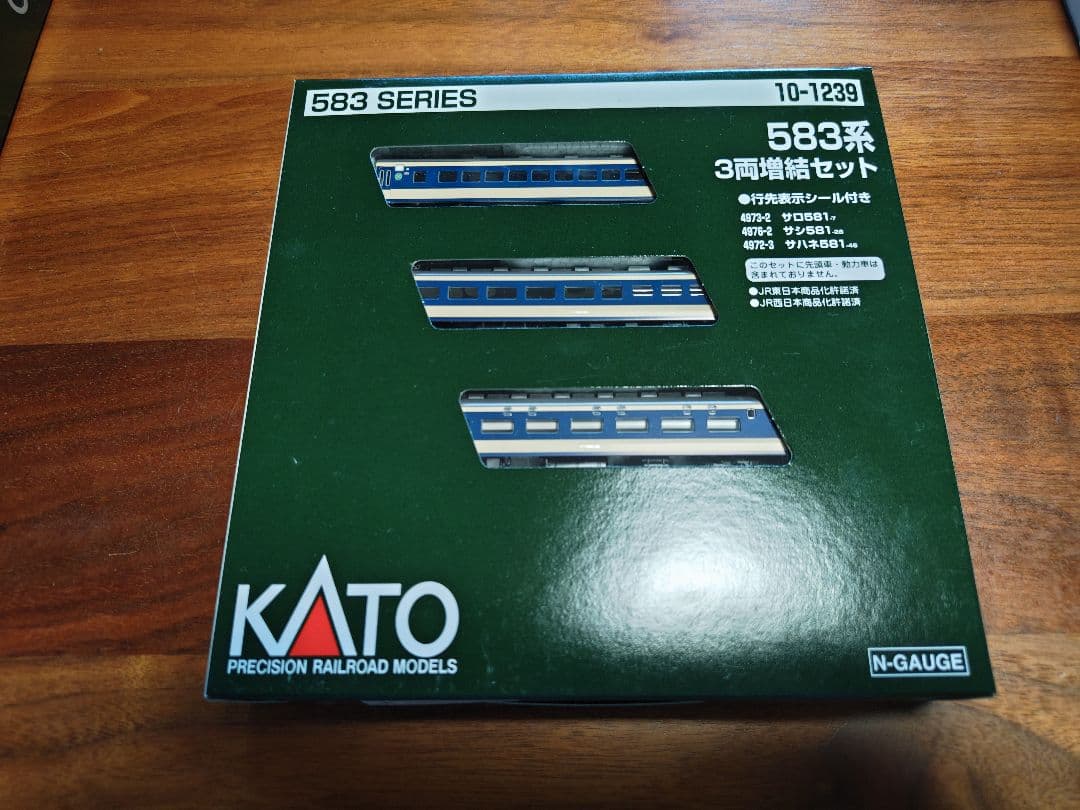 583 SERIES
10-1239
583系
3両増結セット
●行先表示シール付き
4973-2 サロ581-7
4976-2 サシ581-28
4972-3 サハネ581-48
このセットに先頭車・動力車は
含まれておりません。
●JR東日本商品化許諾済
●JR西日本商品化許諾済
KATO
PRECISION RAILROAD MODELS
N-GAUGE